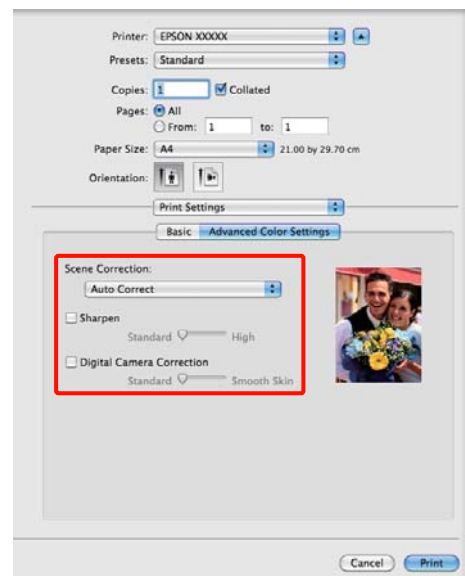 Printer: EPSON XXXXX
Presets: Standard
Copies: 1 Collated
Pages: All
From: 1 to: 1
Paper Size: A4 21.00 by 29.70 cm
Orientation:
Print Settings
Basic Advanced Color Settings
Scene Correction:
Auto Correct
Sharpen
Standard High
Digital Camera Correction
Standard Smooth Skin
Cancel Print